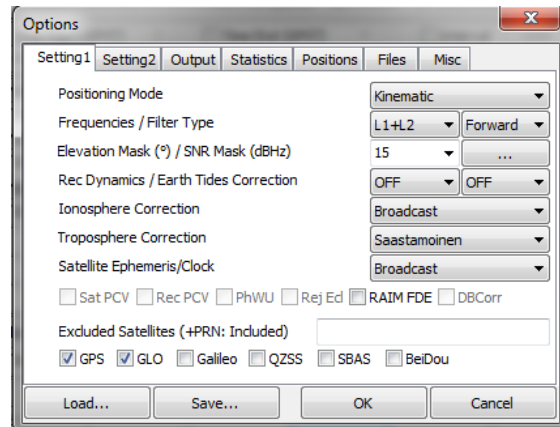 Options
Setting1 Setting2 Output Statistics Positions Files Misc
Positioning Mode Kinematic
Frequencies / Filter Type L1+L2 Forward
Elevation Mask (°) / SNR Mask (dBHz) 15 ...
Rec Dynamics / Earth Tides Correction OFF OFF
Ionosphere Correction Broadcast
Troposphere Correction Saastamoinen
Satellite Ephemeris/Clock Broadcast
Sat PCV Rec PCV PhWU Rej Ecl RAIM FDE DBCorr
Excluded Satellites (+PRN: Included)
GPS GLO Galileo QZSS SBAS BeiDou
Load... Save... OK Cancel